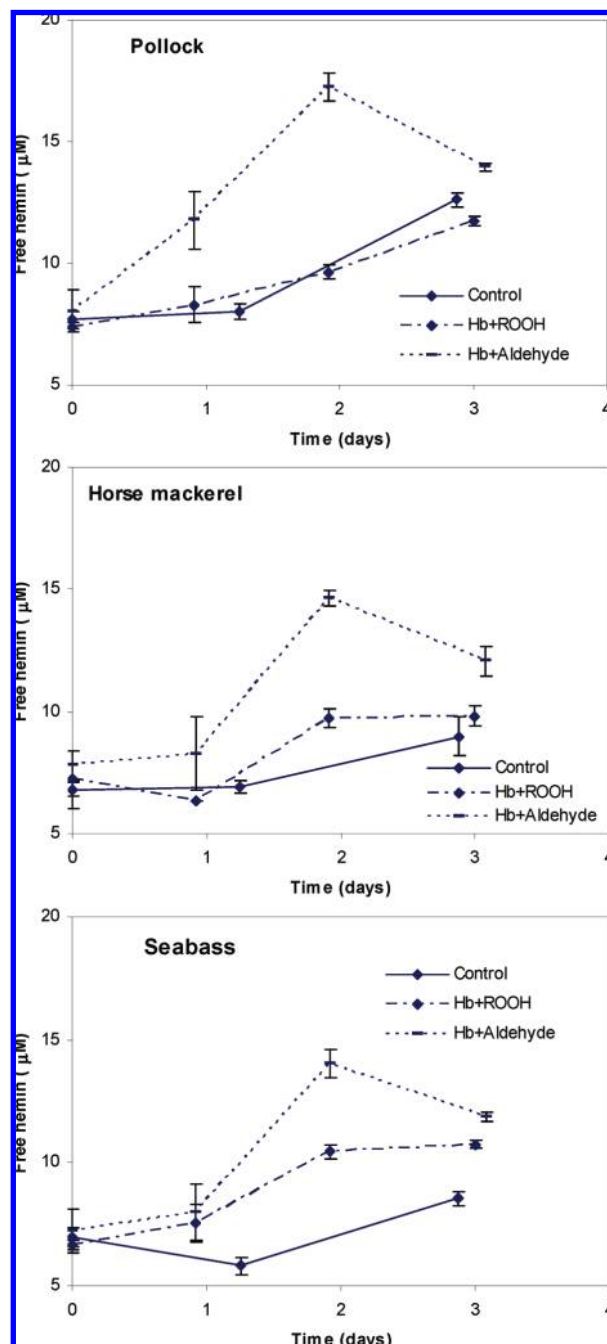 Pollock
20
15
10
5
Free hemin ( μM)
Control
Hb+ROOH
Hb+Aldehyde
0 1 2 3 4
Time (days)
Horse mackerel
20
15
10
5
Free hemin ( μM)
Control
Hb+ROOH
Hb+Aldehyde
0 1 2 3 4
Time (days)
Seabass
20
15
10
5
Free hemin ( μM)
Control
Hb+ROOH
Hb+Aldehyde
0 1 2 3 4
Time (days)